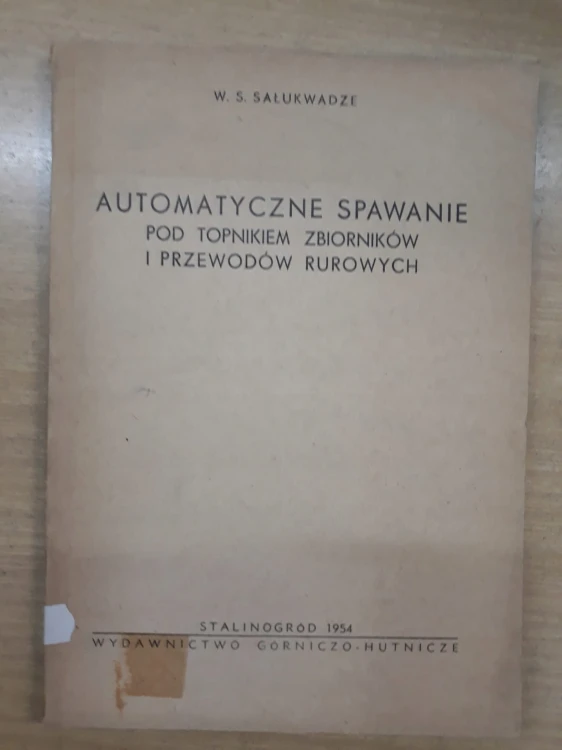 W. S. SAŁUKWADZE
AUTOMATYCZNE SPAWANIE
POD TOPNIKIEM ZBIORNIKÓW
I PRZEWODÓW RUROWYCH
STALINOGRÓD 1954
WYDAWNICTWO GÓRNICZO-HUTNICZE